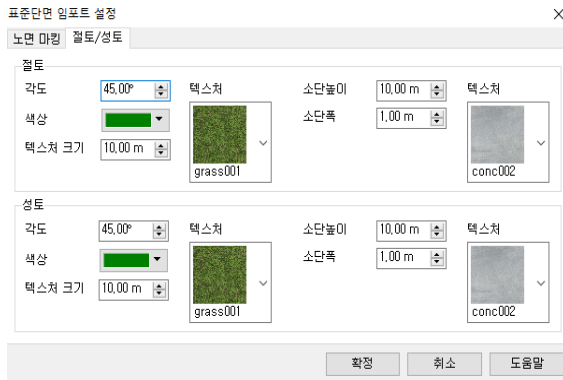 표준단면 임포트 설정
노면 마킹 절토/성토
절토
각도 45,00º 텍스처 소단높이 10,00 m 텍스처
색상 소단폭 1,00 m
텍스처 크기 10,00 m
grass001 conc002
성토
각도 45,00º 텍스처 소단높이 10,00 m 텍스처
색상 소단폭 1,00 m
텍스처 크기 10,00 m
grass001 conc002
확정 취소 도움말